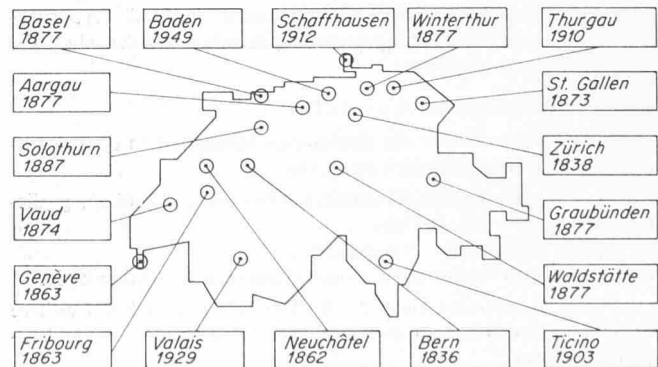 Basel
1877
Baden
1949
Schaffhausen
1912
Winterthur
1877
Thurgau
1910
Aargau
1877
St. Gallen
1873
Solothurn
1887
Zürich
1838
Vaud
1874
Graubünden
1877
Genêve
1863
Waldstätte
1877
Fribourg
1863
Valais
1929
Neuchâtel
1862
Bern
1836
Ticino
1903